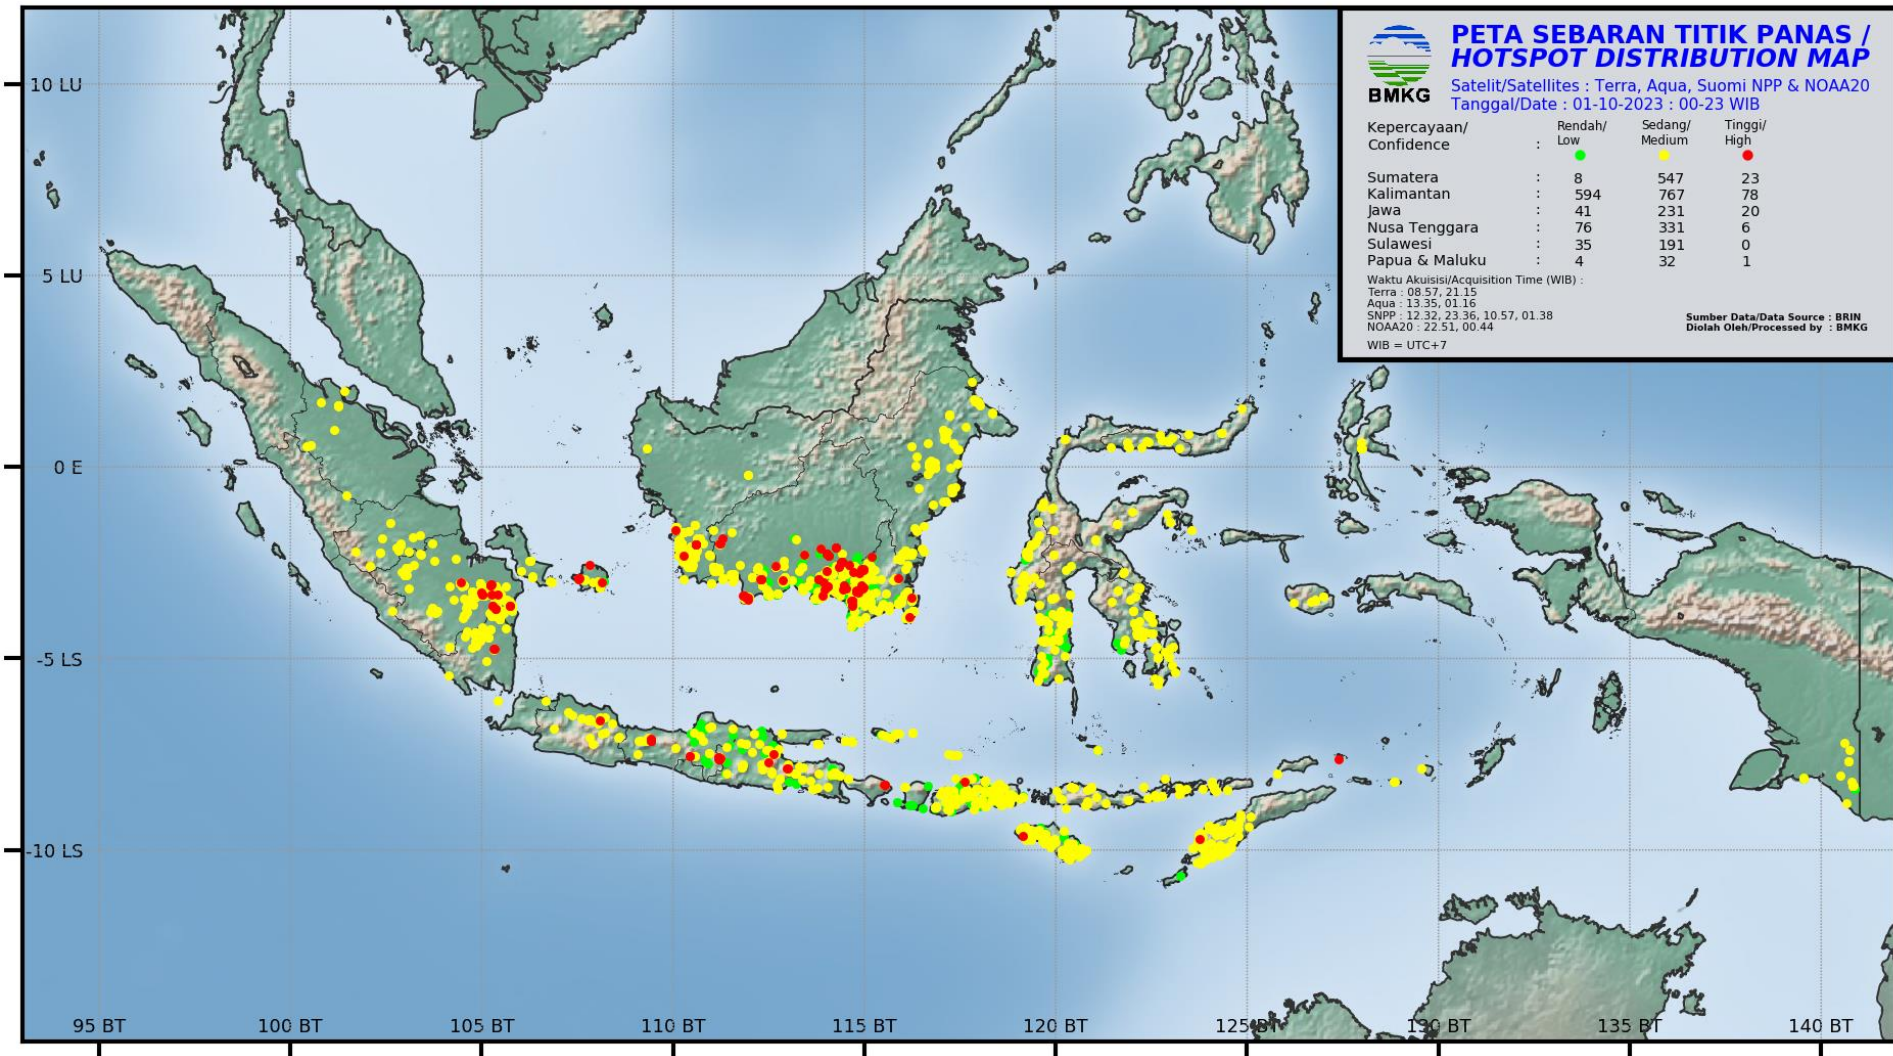 PETA SEBARAN TITIK PANAS /
HOTSPOT DISTRIBUTION MAP
Satelit/Satellites : Terra, Aqua, Suomi NPP & NOAA20
Tanggal/Date : 01-10-2023 : 00-23 WIB
BMKG
Kepercayaan/ Rendah/ Sedang/ Tinggi/
Confidence : Low Medium High
Sumatera : 8 547 23
Kalimantan : 594 767 78
Jawa : 41 231 20
Nusa Tenggara : 76 331 6
Sulawesi : 35 191 0
Papua & Maluku : 4 32 1
Waktu Akuisisi/Acquisition Time (WIB) :
Terra : 08.57, 21.15
Aqua : 13.35, 01.16
SNPP : 12.32, 23.36, 10.57, 01.38
NOAA20 : 22.51, 00.44
WIB = UTC+7
Sumber Data/Data Source : BRIN
Diolah Oleh/Processed by : BMKG
10 LU
5 LU
0 E
-5 LS
-10 LS
95 BT 100 BT 105 BT 110 BT 115 BT 120 BT 125 BT 130 BT 135 BT 140 BT